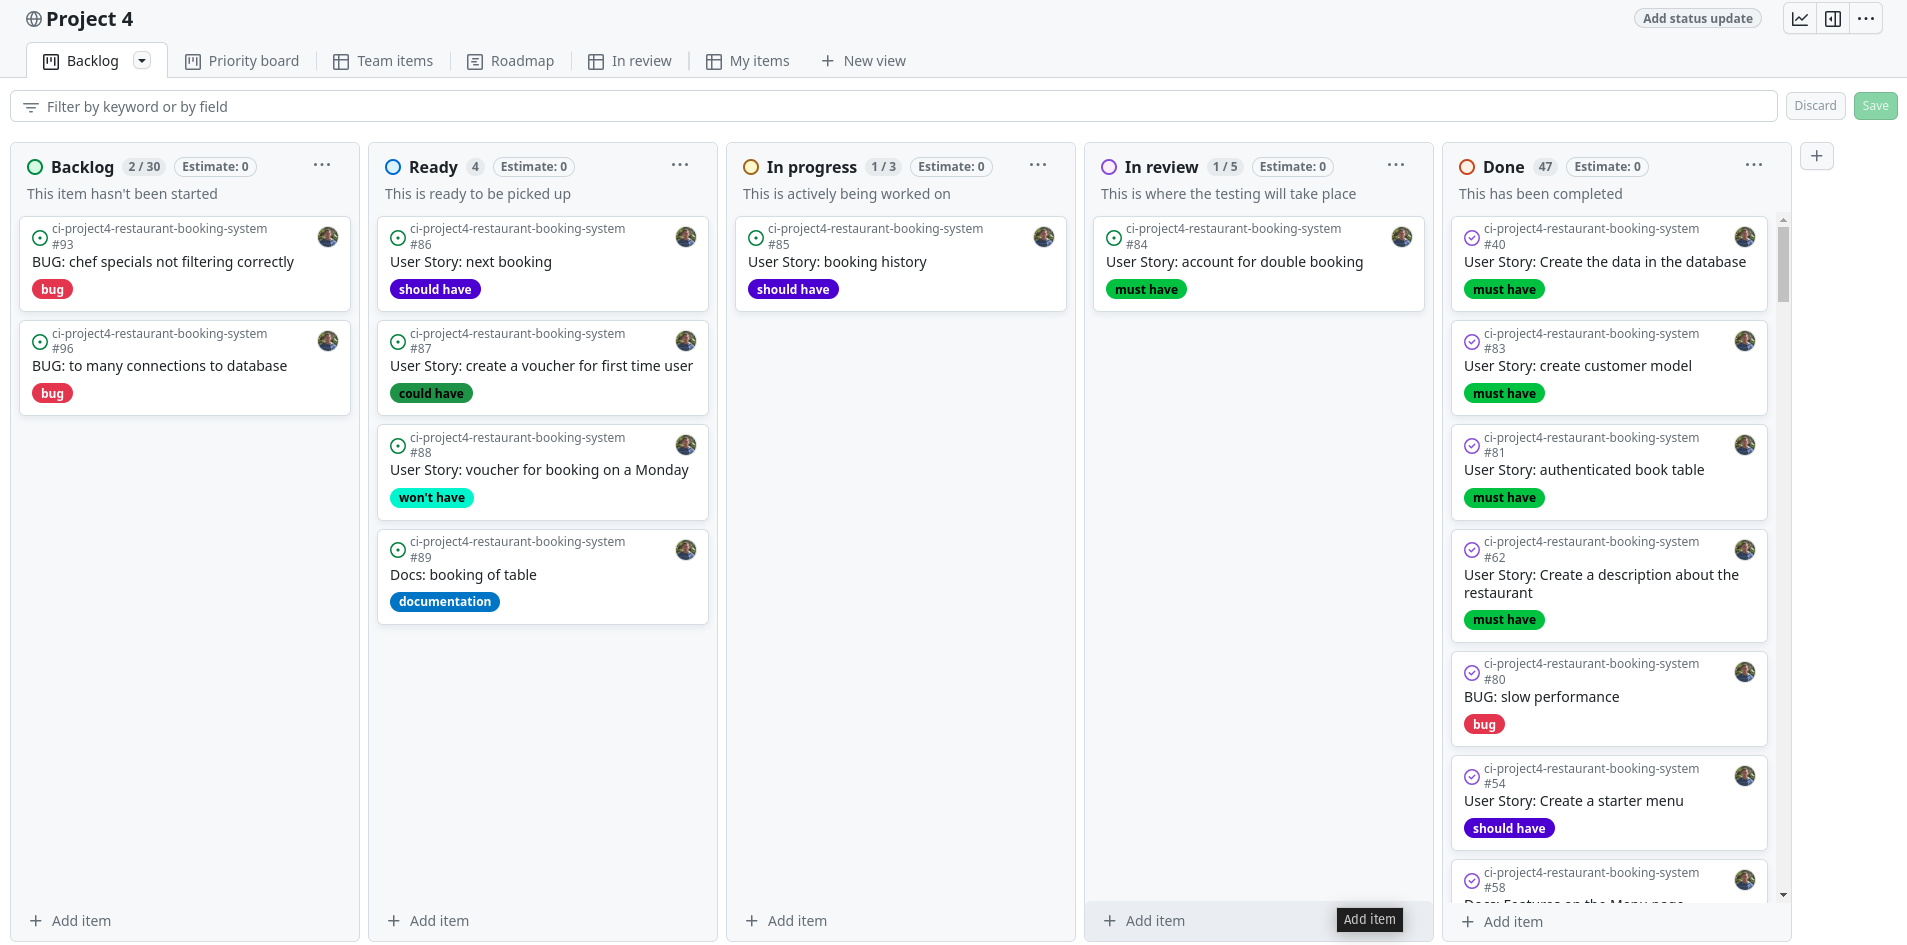 Project 4
Add status update
Backlog
Priority board
Team items
Roadmap
In review
My items
New view
Filter by keyword or by field
Discard
Save
Backlog 2 / 30 Estimate: 0
This item hasn't been started
ci-project4-restaurant-booking-system
#93
BUG: chef specials not filtering correctly
bug
ci-project4-restaurant-booking-system
#96
BUG: to many connections to database
bug
Add item
Ready 4 Estimate: 0
This is ready to be picked up
ci-project4-restaurant-booking-system
#86
User Story: next booking
should have
ci-project4-restaurant-booking-system
#87
User Story: create a voucher for first time user
could have
ci-project4-restaurant-booking-system
#88
User Story: voucher for booking on a Monday
won't have
ci-project4-restaurant-booking-system
#89
Docs: booking of table
documentation
Add item
In progress 1 / 3 Estimate: 0
This is actively being worked on
ci-project4-restaurant-booking-system
#85
User Story: booking history
should have
Add item
In review 1 / 5 Estimate: 0
This is where the testing will take place
ci-project4-restaurant-booking-system
#84
User Story: account for double booking
must have
Add item
Add item
Done 47 Estimate: 0
This has been completed
ci-project4-restaurant-booking-system
#40
User Story: Create the data in the database
must have
ci-project4-restaurant-booking-system
#83
User Story: create customer model
must have
ci-project4-restaurant-booking-system
#81
User Story: authenticated book table
must have
ci-project4-restaurant-booking-system
#62
User Story: Create a description about the
restaurant
must have
ci-project4-restaurant-booking-system
#80
BUG: slow performance
bug
ci-project4-restaurant-booking-system
#54
User Story: Create a starter menu
should have
ci-project4-restaurant-booking-system
#58
Docs: Features on the Menu page
Add item